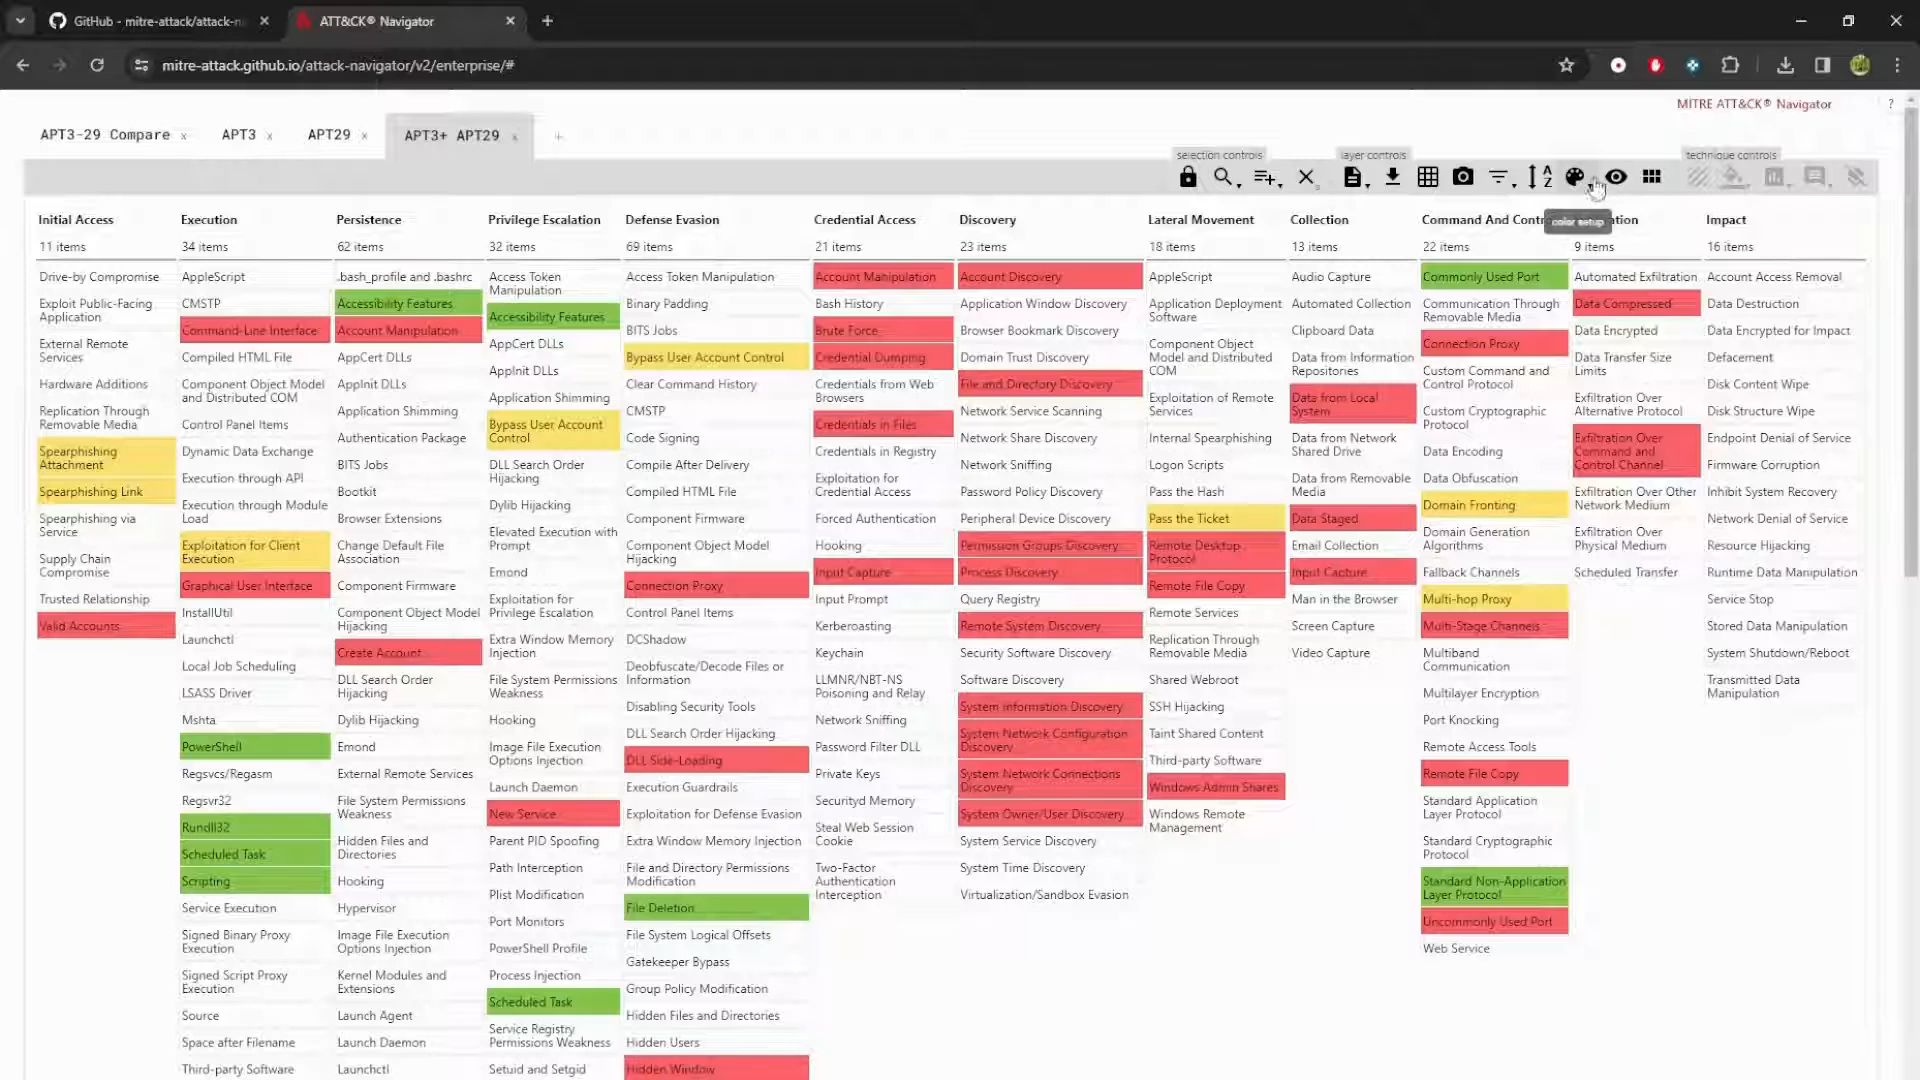 GitHub - mitre-attack/attack-n
ATT&CK® Navigator
mitre-attack.github.io/attack-navigator/v2/enterprise/#
MITRE ATT&CK® Navigator
?
APT3-29 Compare x
APT3 x
APT29 x
APT3+ APT29 x
+
selection controls
layer controls
technique controls
color setup
Initial Access
11 items
Drive-by Compromise
Exploit Public-Facing
Application
External Remote
Services
Hardware Additions
Replication Through
Removable Media
Spearphishing
Attachment
Spearphishing Link
Spearphishing via
Service
Supply Chain
Compromise
Trusted Relationship
Valid Accounts
Execution
34 items
AppleScript
CMSTP
Command-Line Interface
Compiled HTML File
Component Object Model
and Distributed COM
Control Panel Items
Dynamic Data Exchange
Execution through API
Execution through Module
Load
Exploitation for Client
Execution
Graphical User Interface
InstallUtil
Launchctl
Local Job Scheduling
LSASS Driver
Mshta
PowerShell
Regsvcs/Regasm
Regsvr32
Rundll32
Scheduled Task
Scripting
Service Execution
Signed Binary Proxy
Execution
Signed Script Proxy
Execution
Source
Space after Filename
Third-party Software
Persistence
62 items
.bash_profile and .bashrc
Accessibility Features
Account Manipulation
AppCert DLLs
AppInit DLLs
Application Shimming
Authentication Package
BITS Jobs
Bootkit
Browser Extensions
Change Default File
Association
Component Firmware
Component Object Model
Hijacking
Create Account
DLL Search Order
Hijacking
Dylib Hijacking
Emond
External Remote Services
File System Permissions
Weakness
Hidden Files and
Directories
Hooking
Hypervisor
Image File Execution
Options Injection
Kernel Modules and
Extensions
Launch Agent
Launch Daemon
Launchctl
Privilege Escalation
32 items
Access Token
Manipulation
Accessibility Features
AppCert DLLs
AppInit DLLs
Application Shimming
Bypass User Account
Control
DLL Search Order
Hijacking
Dylib Hijacking
Elevated Execution with
Prompt
Emond
Exploitation for
Privilege Escalation
Extra Window Memory
Injection
File System Permissions
Weakness
Hooking
Image File Execution
Options Injection
Launch Daemon
New Service
Parent PID Spoofing
Path Interception
Plist Modification
Port Monitors
PowerShell Profile
Process Injection
Scheduled Task
Service Registry
Permissions Weakness
Setuid and Setgid
Defense Evasion
69 items
Access Token Manipulation
Binary Padding
BITS Jobs
Bypass User Account Control
Clear Command History
CMSTP
Code Signing
Compile After Delivery
Compiled HTML File
Component Firmware
Component Object Model
Hijacking
Connection Proxy
Control Panel Items
DCShadow
Deobfuscate/Decode Files or
Information
Disabling Security Tools
DLL Search Order Hijacking
DLL Side-Loading
Execution Guardrails
Exploitation for Defense Evasion
Extra Window Memory Injection
File and Directory Permissions
Modification
File Deletion
File System Logical Offsets
Gatekeeper Bypass
Group Policy Modification
Hidden Files and Directories
Hidden Users
Hidden Window
Credential Access
21 items
Account Manipulation
Bash History
Brute Force
Credential Dumping
Credentials from Web
Browsers
Credentials in Files
Credentials in Registry
Exploitation for
Credential Access
Forced Authentication
Hooking
Input Capture
Input Prompt
Kerberoasting
Keychain
LLMNR/NBT-NS
Poisoning and Relay
Network Sniffing
Password Filter DLL
Private Keys
Securityd Memory
Steal Web Session
Cookie
Two-Factor
Authentication
Interception
Discovery
23 items
Account Discovery
Application Window Discovery
Browser Bookmark Discovery
Domain Trust Discovery
File and Directory Discovery
Network Service Scanning
Network Share Discovery
Network Sniffing
Password Policy Discovery
Peripheral Device Discovery
Permission Groups Discovery
Process Discovery
Query Registry
Remote System Discovery
Security Software Discovery
Software Discovery
System Information Discovery
System Network Configuration
Discovery
System Network Connections
Discovery
System Owner/User Discovery
System Service Discovery
System Time Discovery
Virtualization/Sandbox Evasion
Lateral Movement
18 items
AppleScript
Application Deployment
Software
Component Object
Model and Distributed
COM
Exploitation of Remote
Services
Internal Spearphishing
Logon Scripts
Pass the Hash
Pass the Ticket
Remote Desktop
Protocol
Remote File Copy
Remote Services
Replication Through
Removable Media
Shared Webroot
SSH Hijacking
Taint Shared Content
Third-party Software
Windows Admin Shares
Windows Remote
Management
Collection
13 items
Audio Capture
Automated Collection
Clipboard Data
Data from Information
Repositories
Data from Local
System
Data from Network
Shared Drive
Data from Removable
Media
Data Staged
Email Collection
Input Capture
Man in the Browser
Screen Capture
Video Capture
Command And Contr
22 items
Commonly Used Port
Communication Through
Removable Media
Connection Proxy
Custom Command and
Control Protocol
Custom Cryptographic
Protocol
Data Encoding
Data Obfuscation
Domain Fronting
Domain Generation
Algorithms
Fallback Channels
Multi-hop Proxy
Multi-Stage Channels
Multiband
Communication
Multilayer Encryption
Port Knocking
Remote Access Tools
Remote File Copy
Standard Application
Layer Protocol
Standard Cryptographic
Protocol
Standard Non-Application
Layer Protocol
Uncommonly Used Port
Web Service
ation
9 items
Automated Exfiltration
Data Compressed
Data Encrypted
Data Transfer Size
Limits
Exfiltration Over
Alternative Protocol
Exfiltration Over
Command and
Control Channel
Exfiltration Over Other
Network Medium
Exfiltration Over
Physical Medium
Scheduled Transfer
Impact
16 items
Account Access Removal
Data Destruction
Data Encrypted for Impact
Defacement
Disk Content Wipe
Disk Structure Wipe
Endpoint Denial of Service
Firmware Corruption
Inhibit System Recovery
Network Denial of Service
Resource Hijacking
Runtime Data Manipulation
Service Stop
Stored Data Manipulation
System Shutdown/Reboot
Transmitted Data
Manipulation